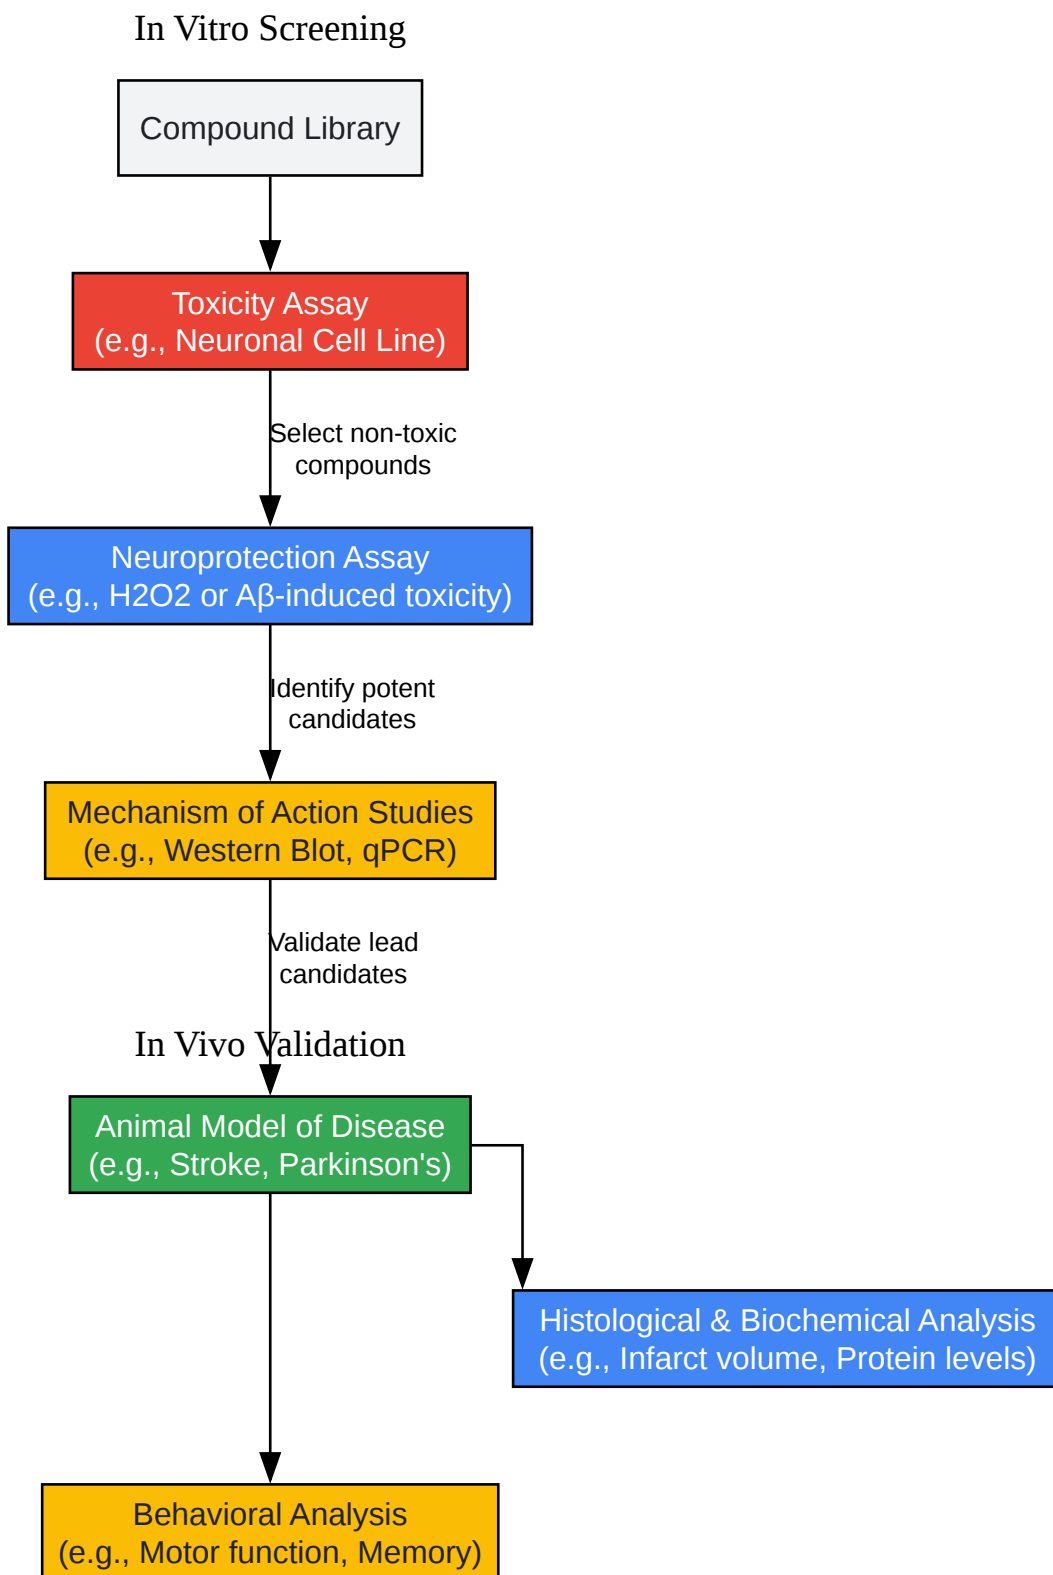 In Vitro Screening
Compound Library
Toxicity Assay
(e.g., Neuronal Cell Line)
Select non-toxic
compounds
Neuroprotection Assay
(e.g., H2O2 or Aβ-induced toxicity)
Identify potent
candidates
Mechanism of Action Studies
(e.g., Western Blot, qPCR)
Validate lead
candidates
In Vivo Validation
Animal Model of Disease
(e.g., Stroke, Parkinson's)
Histological & Biochemical Analysis
(e.g., Infarct volume, Protein levels)
Behavioral Analysis
(e.g., Motor function, Memory)